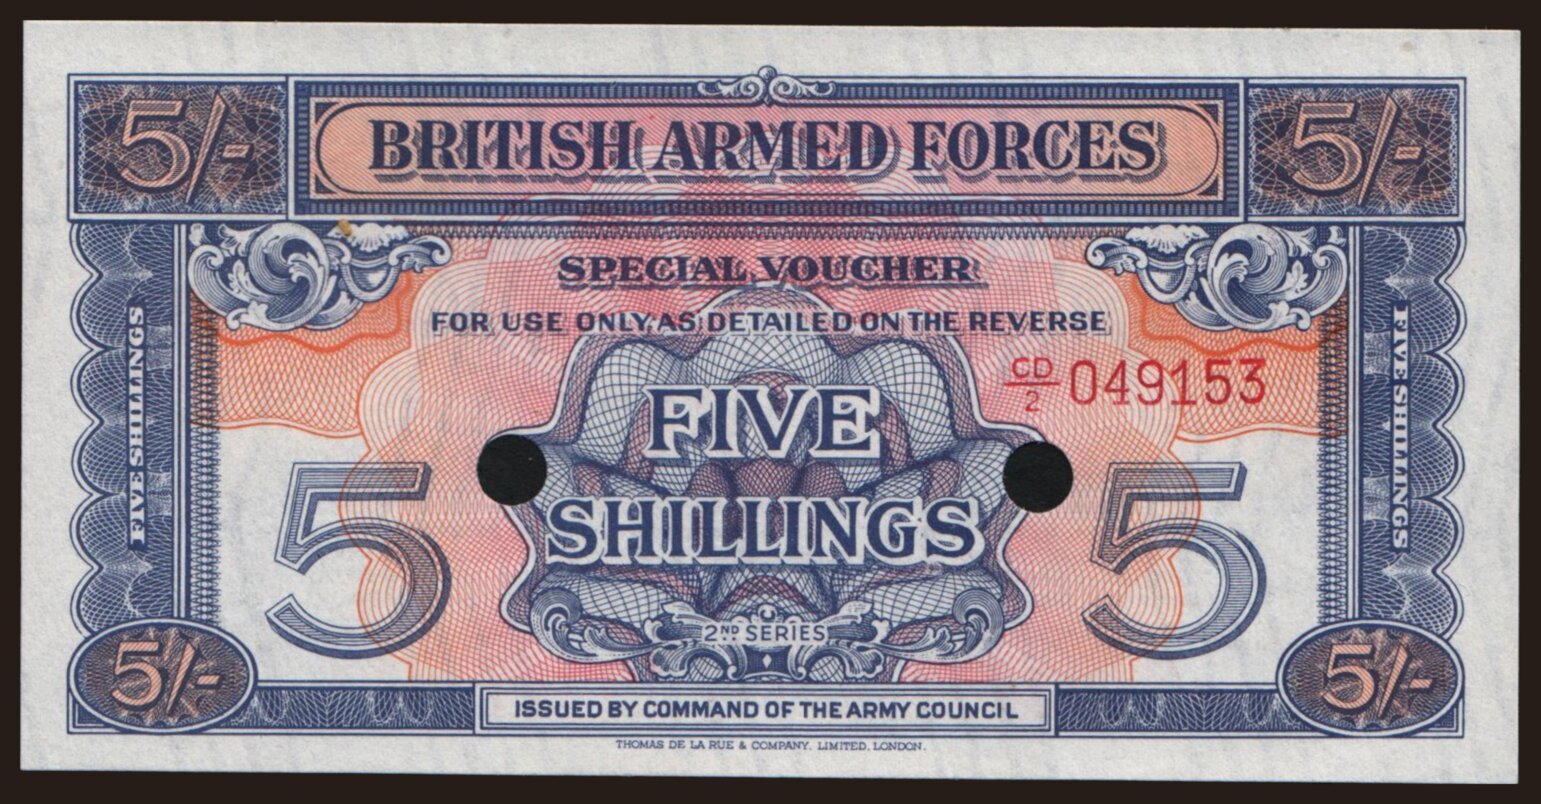 5/- BRITISH ARMED FORCES 5/-
SPECIAL VOUCHER
FOR USE ONLY AS DETAILED ON THE REVERSE
CD/2 049153
FIVE SHILLINGS
FIVE SHILLINGS
5 FIVE 5
SHILLINGS
2ND SERIES
5/- 5/-
ISSUED BY COMMAND OF THE ARMY COUNCIL
THOMAS DE LA RUE & COMPANY, LIMITED, LONDON.